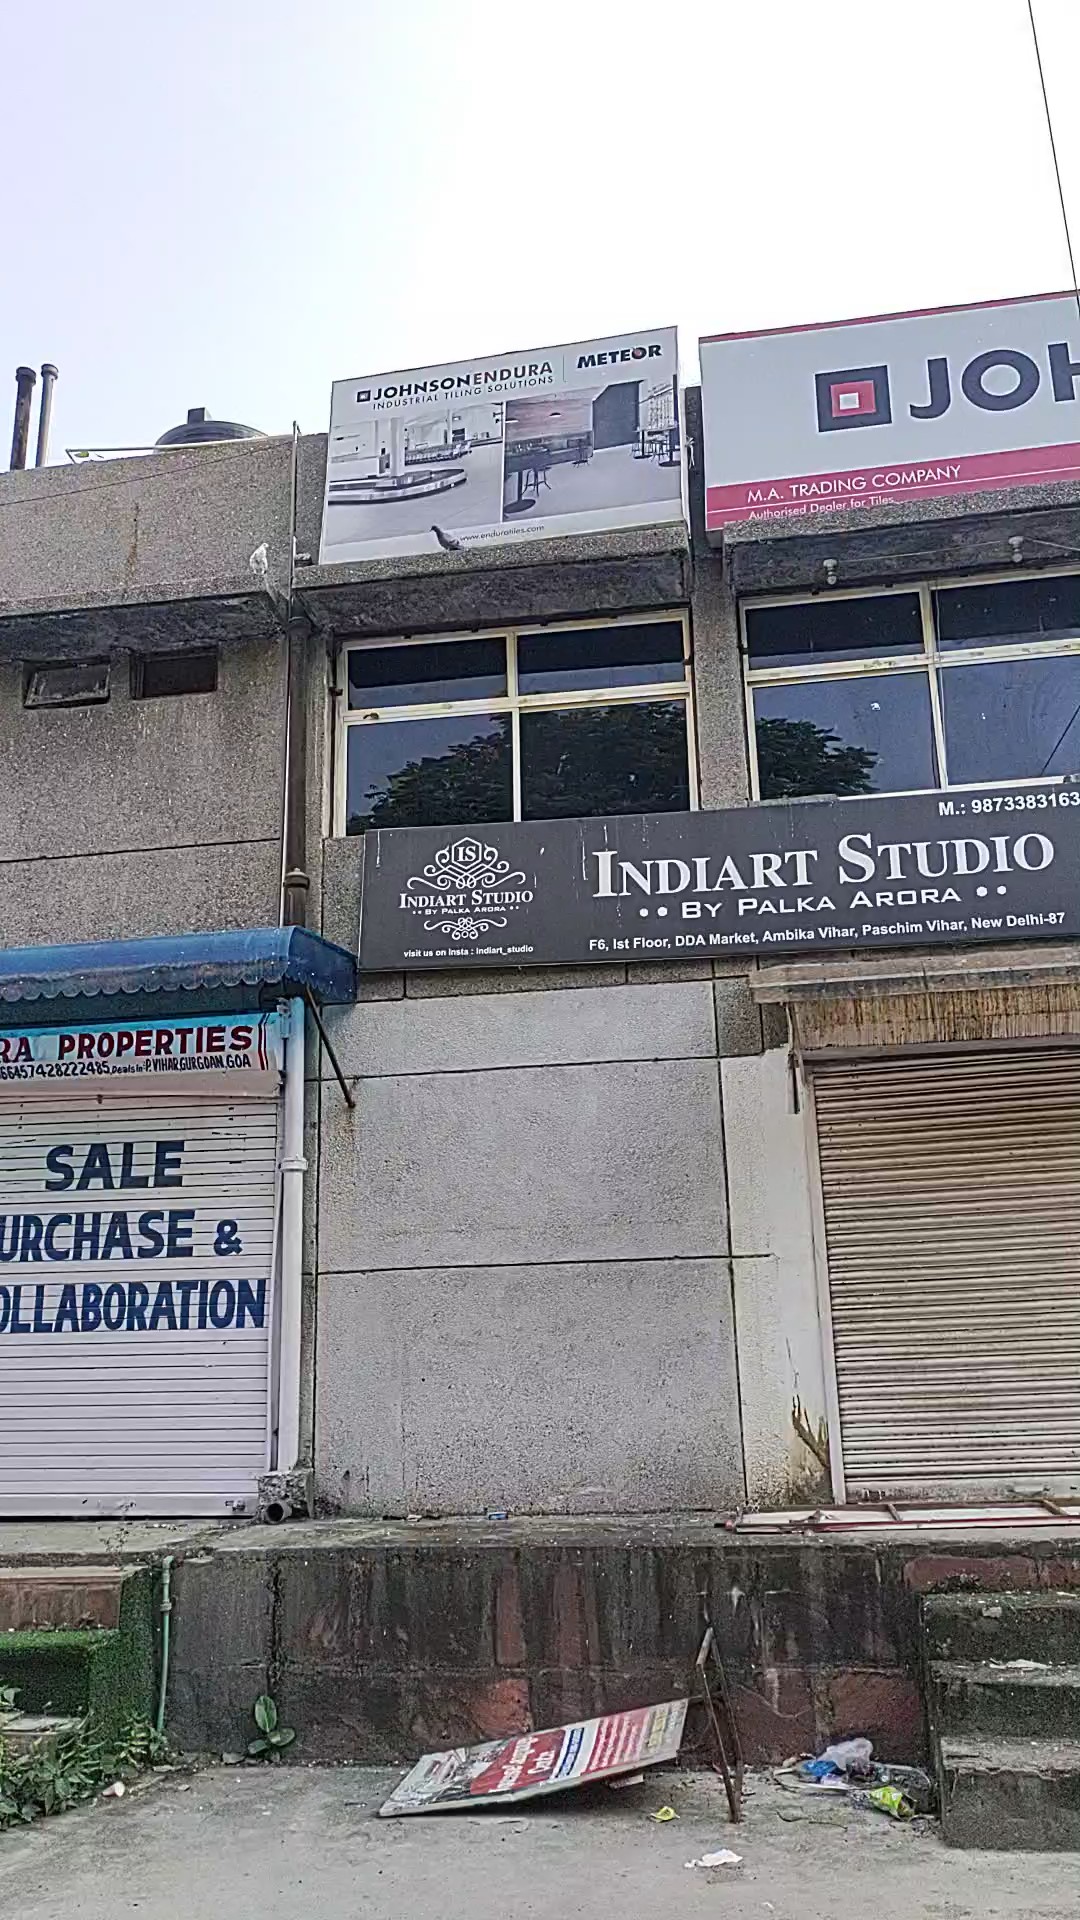 JOHNSON ENDURA | METEOR
INDUSTRIAL TILING SOLUTIONS
www.enduratiles.com
JOH
M.A. TRADING COMPANY
Authorised Dealer for Tiles
M.: 9873383163
IS
INDIART STUDIO
•• BY PALKA ARORA ••
visit us on insta : indiart_studio
INDIART STUDIO
•• BY PALKA ARORA ••
F6, Ist Floor, DDA Market, Ambika Vihar, Paschim Vihar, New Delhi-87
RA PROPERTIES
66457428222485, Deals in:-P.VIHAR,GURGOAN,GOA
SALE
URCHASE &
OLLABORATION